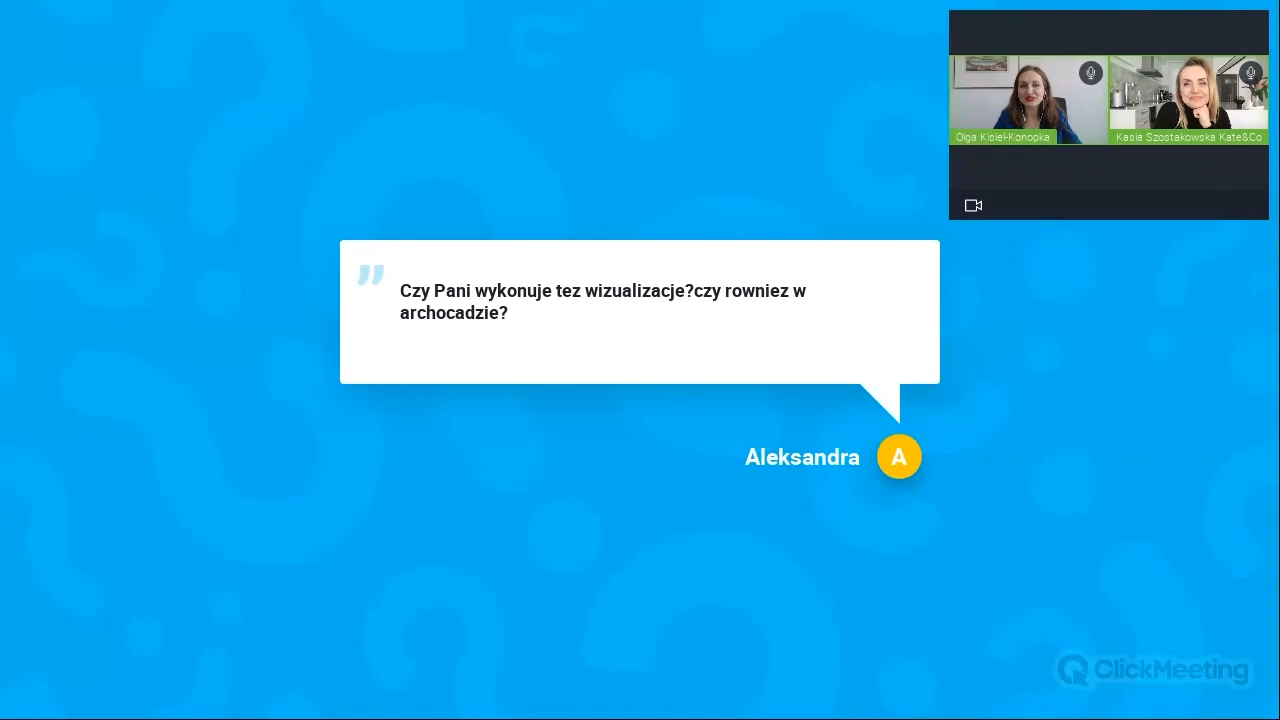 Olga Kisiel-Konopka
Kasia Szostakowska Kate&Co
Czy Pani wykonuje tez wizualizacje?czy rowniez w
archocadzie?
Aleksandra
A
ClickMeeting